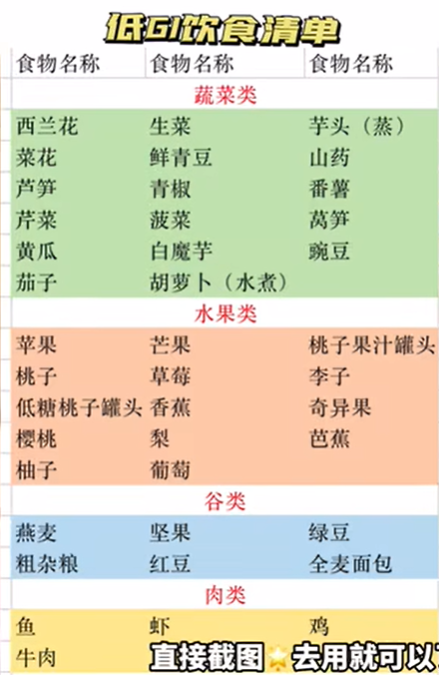 低GI饮食清单
食物名称 食物名称 食物名称
蔬菜类
西兰花 生菜 芋头（蒸）
菜花 鲜青豆 山药
芦笋 青椒 番薯
芹菜 菠菜 莴笋
黄瓜 白魔芋 豌豆
茄子 胡萝卜（水煮）
水果类
苹果 芒果 桃子果汁罐头
桃子 草莓 李子
低糖桃子罐头 香蕉 奇异果
樱桃 梨 芭蕉
柚子 葡萄
谷类
燕麦 坚果 绿豆
粗杂粮 红豆 全麦面包
肉类
鱼 虾 鸡
牛肉
直接截图🌟去用就可以了